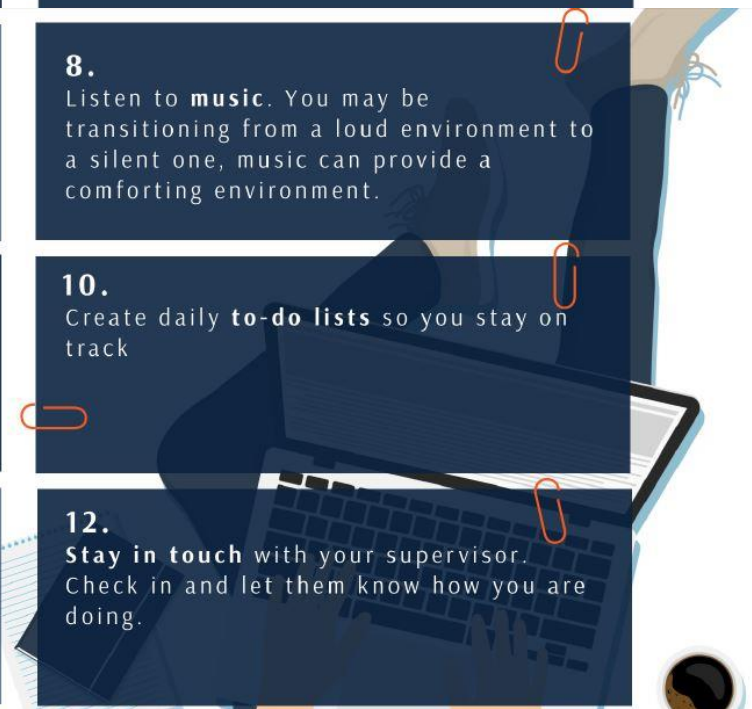 8.
Listen to music. You may be
transitioning from a loud environment to
a silent one, music can provide a
comforting environment.
10.
Create daily to-do lists so you stay on
track
12.
Stay in touch with your supervisor.
Check in and let them know how you are
doing.